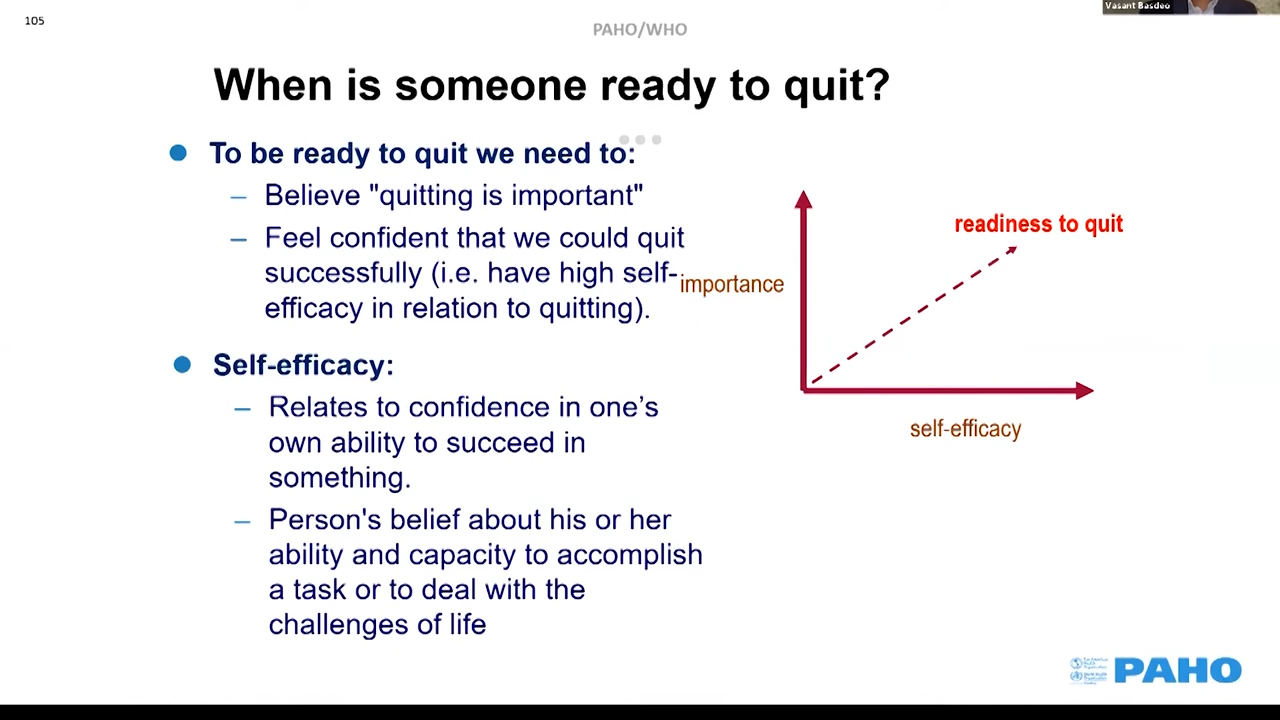 105
Vasant Basdeo
PAHO/WHO
When is someone ready to quit?
To be ready to quit we need to:
– Believe "quitting is important"
– Feel confident that we could quit
successfully (i.e. have high self-
efficacy in relation to quitting).
Self-efficacy:
– Relates to confidence in one’s
own ability to succeed in
something.
– Person's belief about his or her
ability and capacity to accomplish
a task or to deal with the
challenges of life
readiness to quit
importance
self-efficacy
PAHO